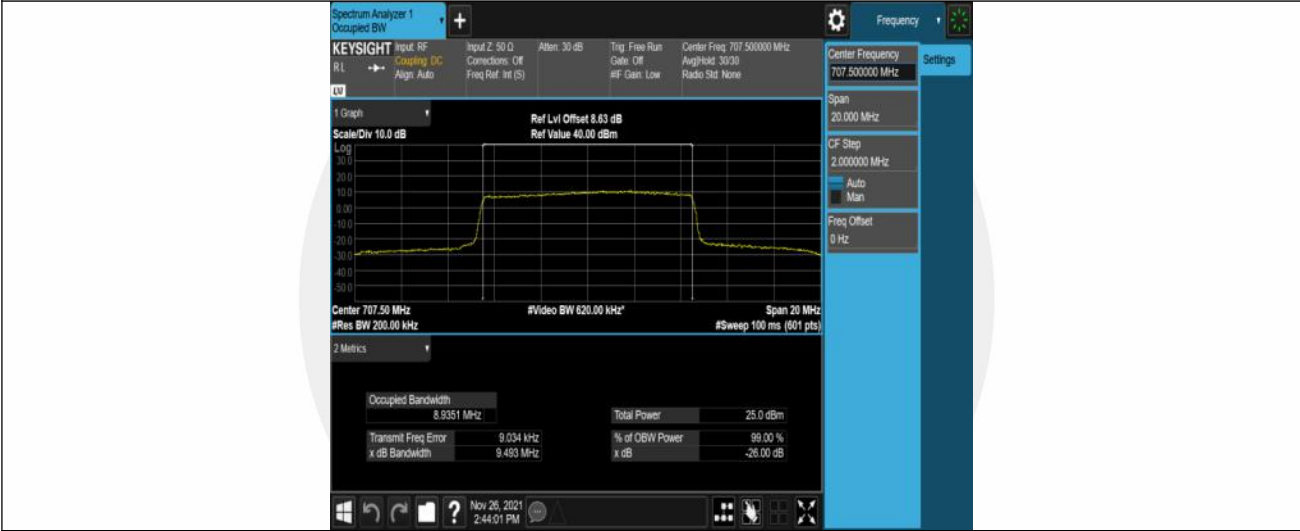 Spectrum Analyzer 1
Occupied BW
+
Frequency
KEYSIGHT
RL
LV
Input: RF
Coupling: DC
Align: Auto
Input Z: 50 Ω
Corrections: Off
Freq Ref: Int (S)
Atten: 30 dB
Trig: Free Run
Gate: Off
#IF Gain: Low
Center Freq: 707.500000 MHz
Avg|Hold: 30/30
Radio Std: None
Center Frequency
707.500000 MHz
Settings
Span
20.000 MHz
CF Step
2.000000 MHz
Auto
Man
Freq Offset
0 Hz
1 Graph
Scale/Div 10.0 dB
Ref Lvl Offset 8.63 dB
Ref Value 40.00 dBm
Log
30.0
20.0
10.0
0.00
-10.0
-20.0
-30.0
-40.0
-50.0
Center 707.50 MHz
#Video BW 620.00 kHz*
Span 20 MHz
#Res BW 200.00 kHz
#Sweep 100 ms (601 pts)
2 Metrics
Occupied Bandwidth
8.9351 MHz
Total Power 25.0 dBm
Transmit Freq Error 9.034 kHz
% of OBW Power 99.00 %
x dB Bandwidth 9.493 MHz
x dB -26.00 dB
?
Nov 26, 2021
2:44:01 PM